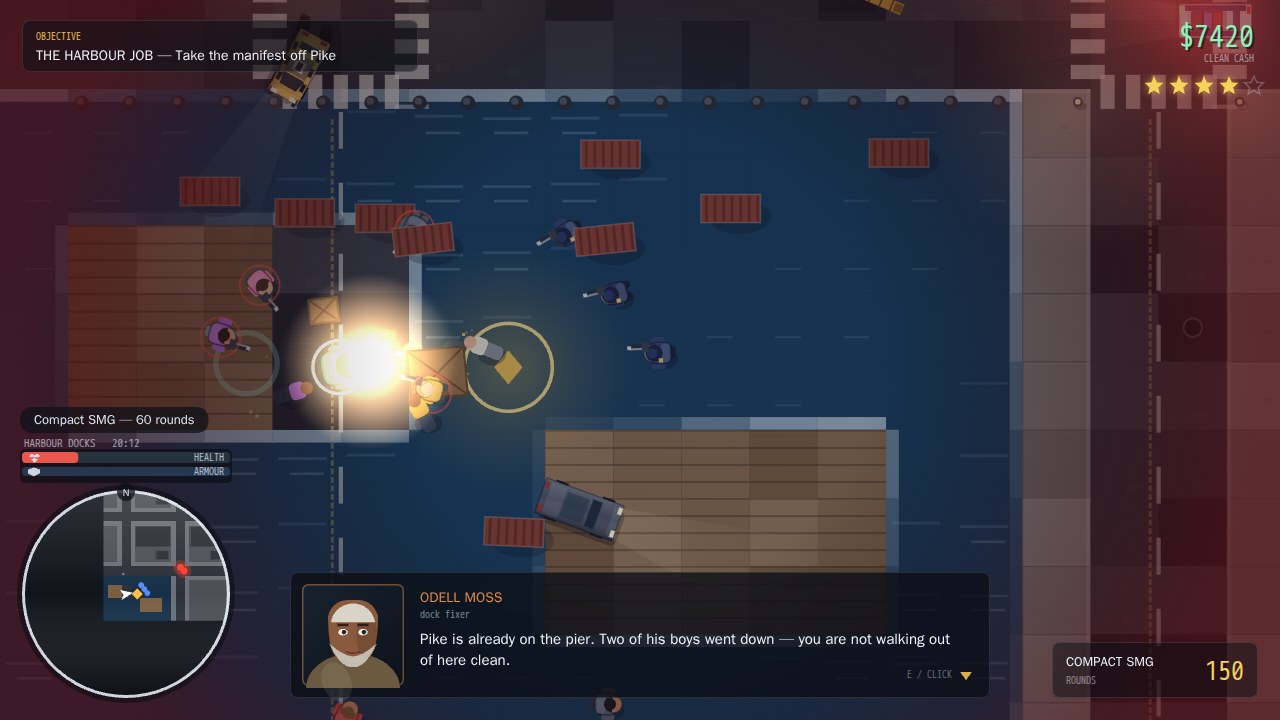 OBJECTIVE
THE HARBOUR JOB — Take the manifest off Pike
$7420
CLEAN CASH
Compact SMG — 60 rounds
HARBOUR DOCKS 20:12
HEALTH
ARMOUR
N
ODELL MOSS
dock fixer
Pike is already on the pier. Two of his boys went down — you are not walking out
of here clean.
E / CLICK
COMPACT SMG
ROUNDS
150